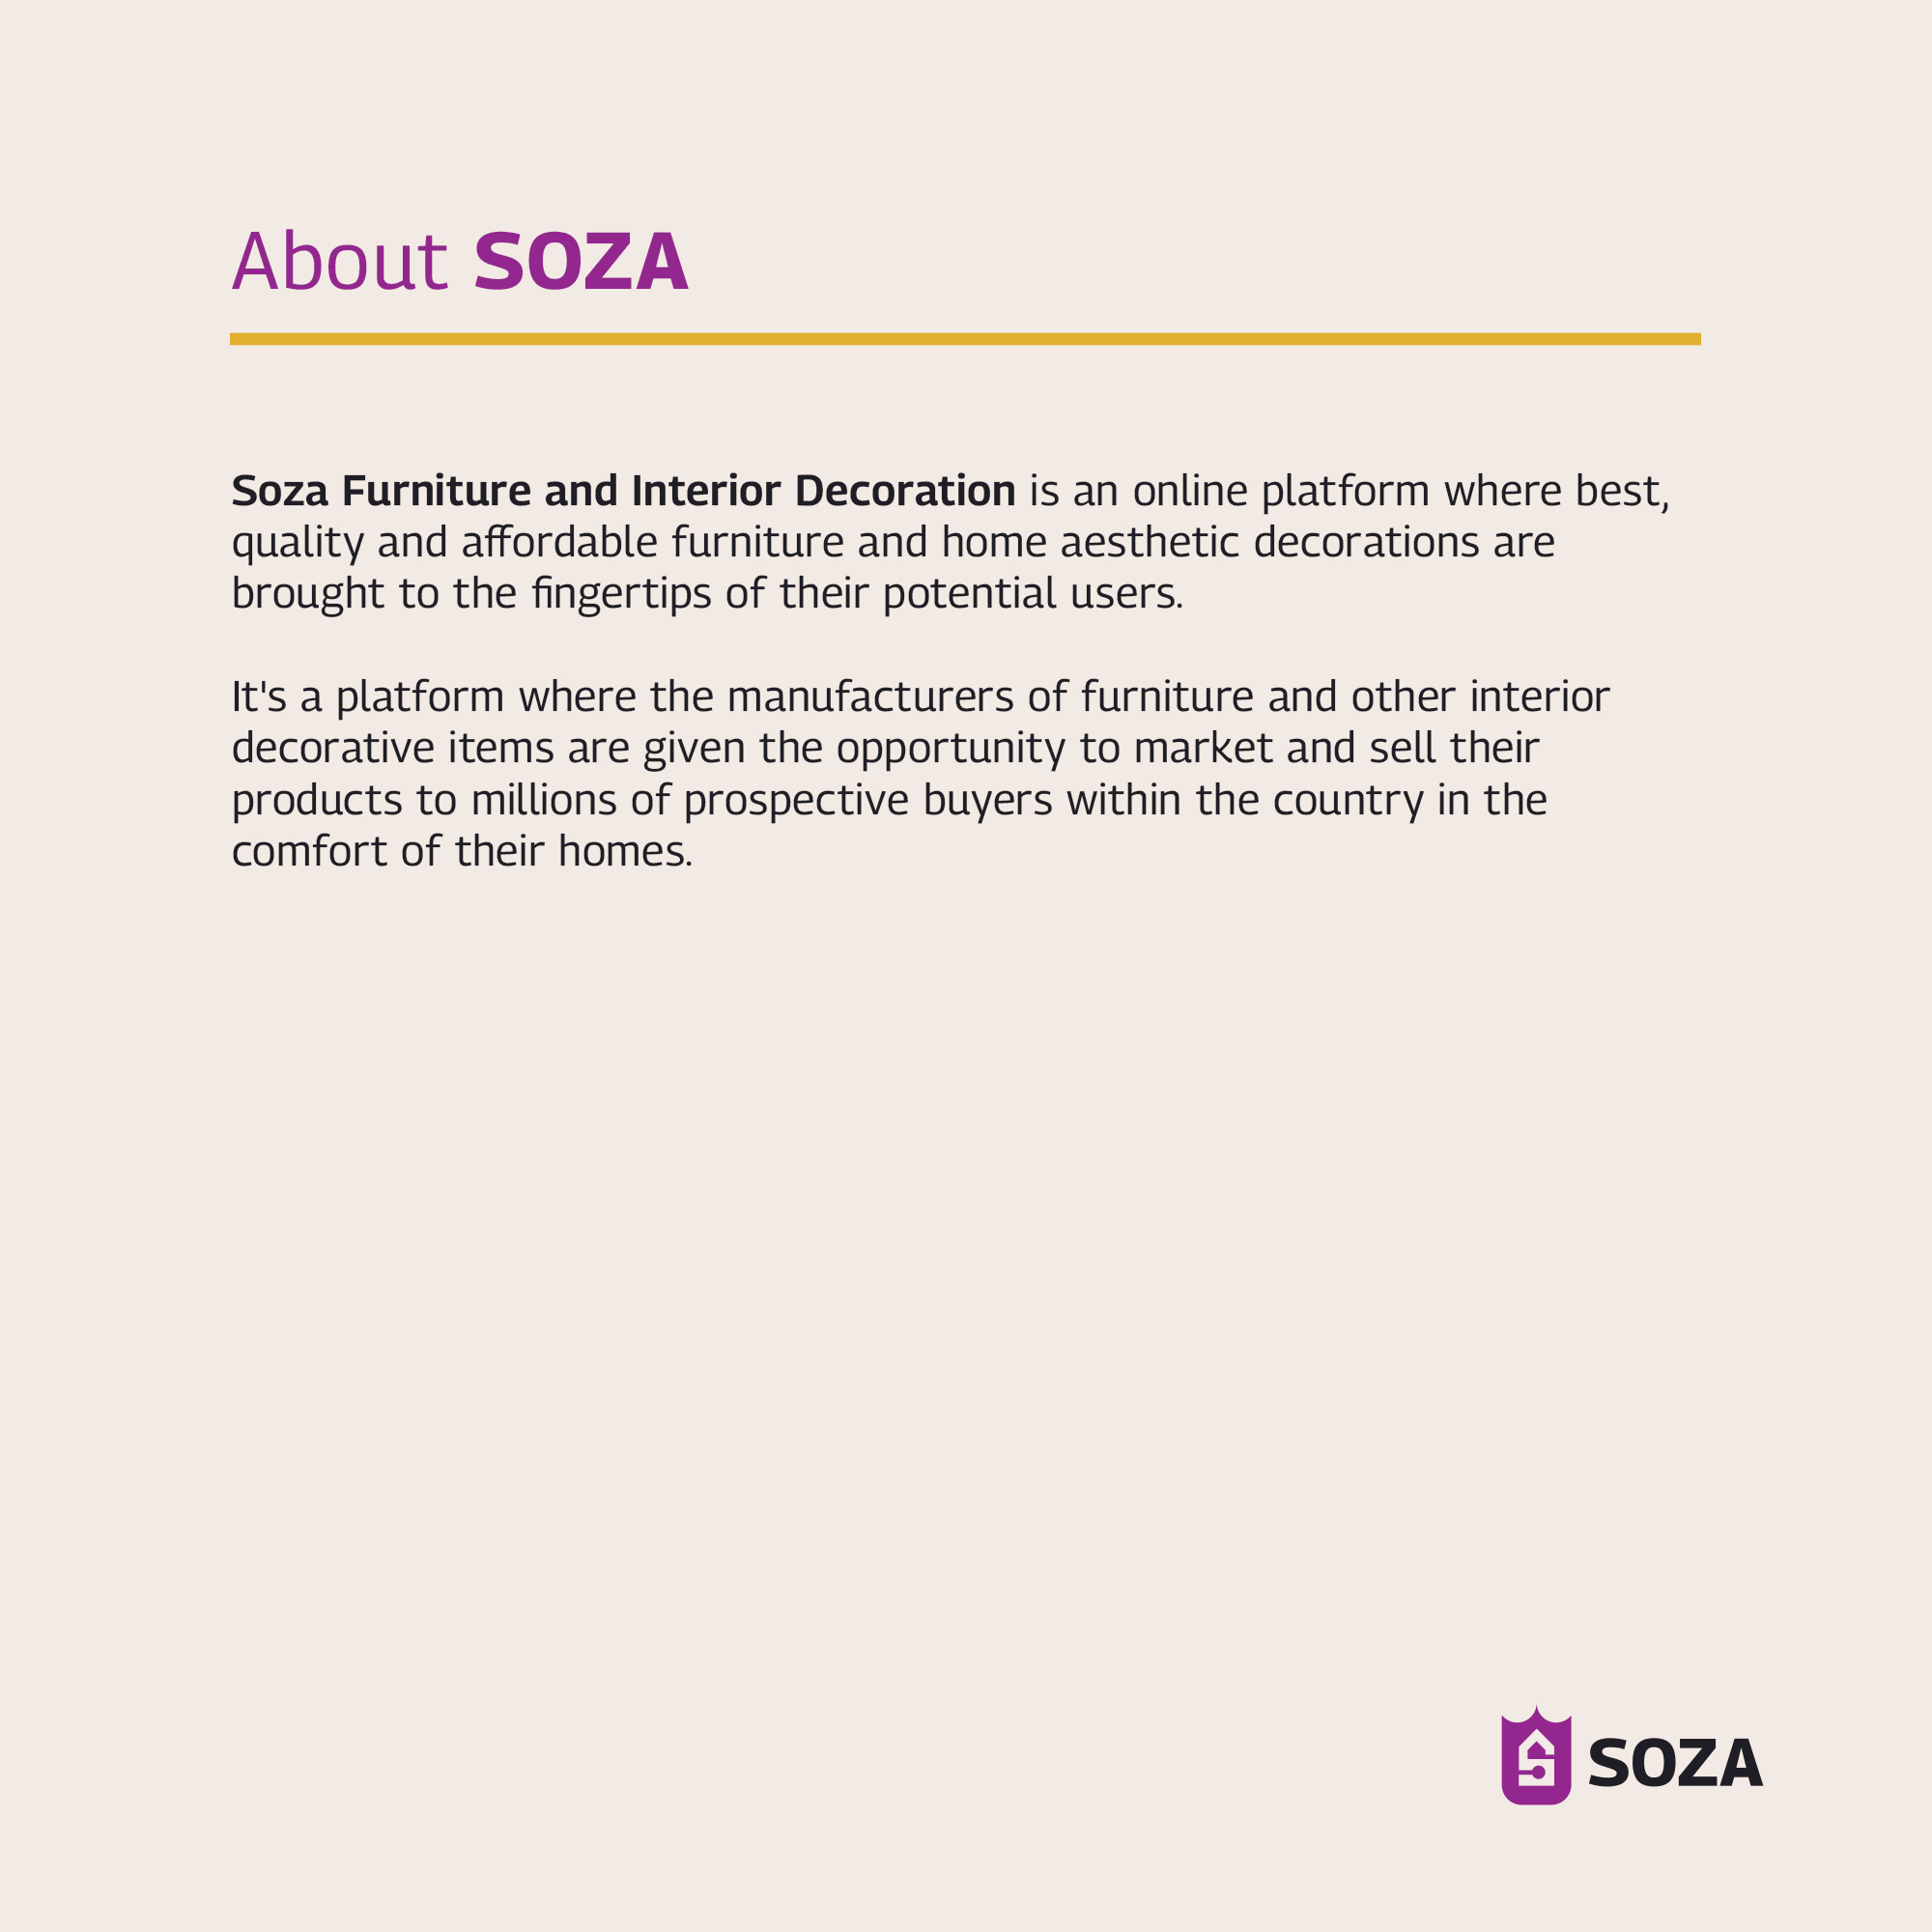 About SOZA
Soza Furniture and Interior Decoration is an online platform where best,
quality and affordable furniture and home aesthetic decorations are
brought to the fingertips of their potential users.
It's a platform where the manufacturers of furniture and other interior
decorative items are given the opportunity to market and sell their
products to millions of prospective buyers within the country in the
comfort of their homes.
SOZA